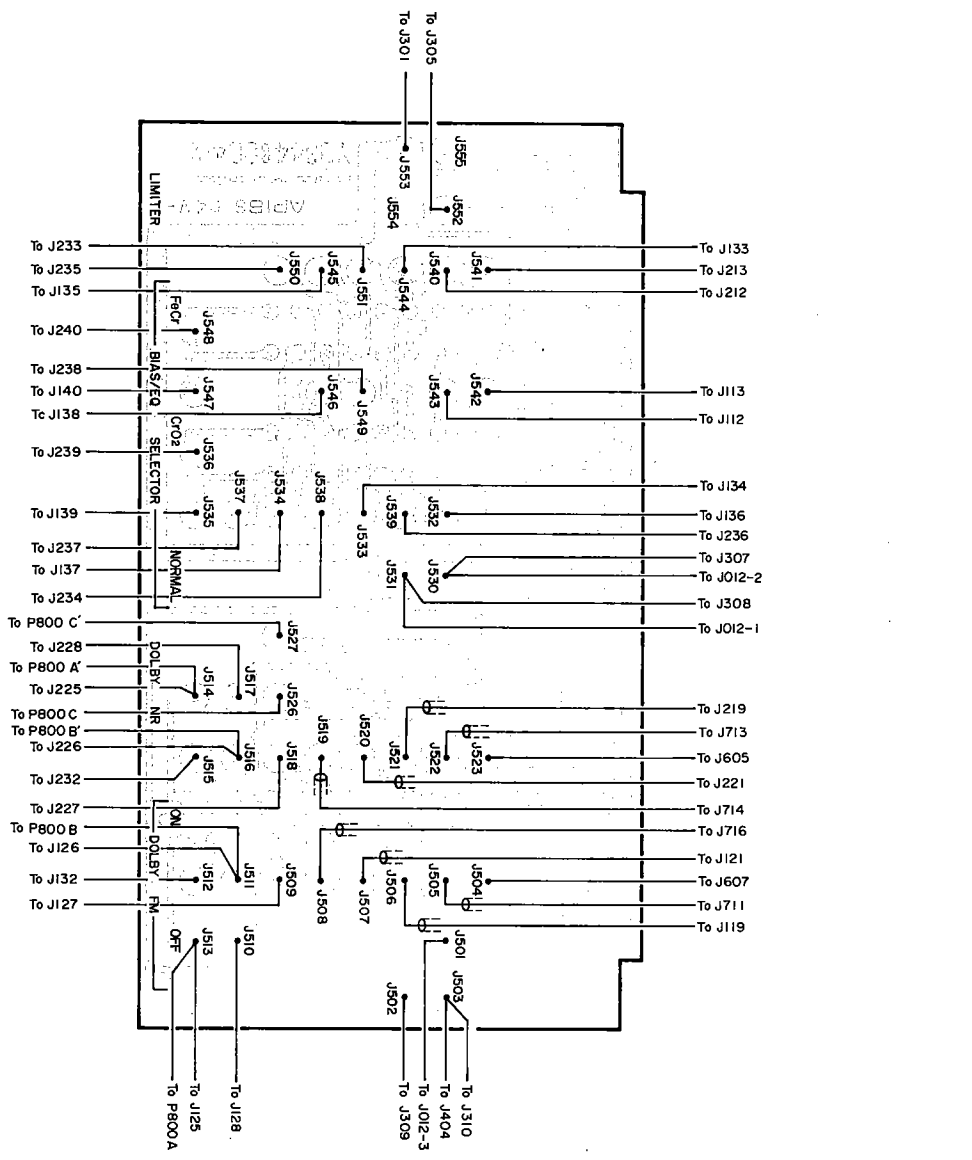 To J301
To J305
J555
J553
J552
J554
LIMITER
To J233
To J235
To J135
J550
J545
J551
J544
J540
J541
To J133
To J213
To J212
FeCr
J548
To J240
To J238
To J140
Tc J138
BIAS/EQ
J547
J546
J549
J543
J542
To J113
To J112
CrO2
J536
To J239
SELECTOR
J537
J534
J538
J535
J533
J539
J532
To J139
To J237
To J137
To J234
To J134
To J136
To J236
NORMAL
J531
J530
To J307
To J012-2
To J308
To J012-1
To P800 C'
To J228
To P800 A'
To J225
To P800 C
To P800 B'
To J226
To J232
To J227
J527
DOLBY NR
J514
J517
J526
J519
J520
J515
J516
J518
J521
J522
J523
To J219
To J713
To J605
To J221
To J714
To J716
To P800 B
To J126
To J132
To J127
ON
DOLBY FM
OFF
J512
J511
J509
J508
J507
J506
J505
J504
To J121
To J607
To J711
To J119
J513
J510
J501
J502
J503
To P800 A
To J125
To J128
To J309
To J012-3
To J404
To J310